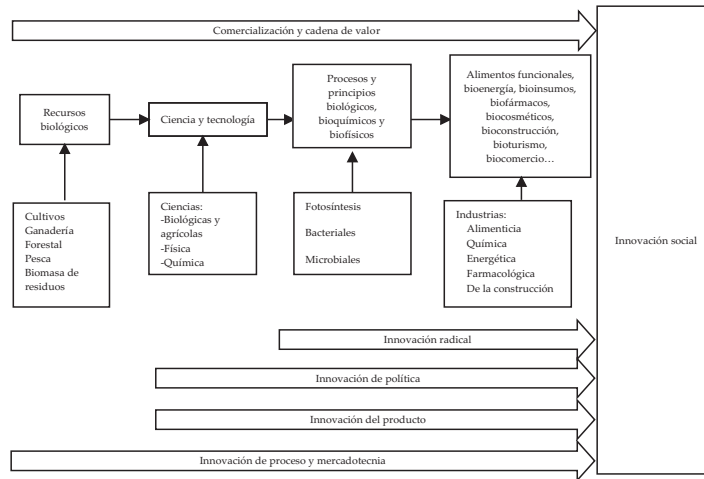 Comercialización y cadena de valor
Recursos
biológicos
Ciencia y tecnología
Procesos y
principios
biológicos,
bioquímicos y
biofísicos
Alimentos funcionales,
bioenergía, bioinsumos,
biofármacos,
biocosméticos,
bioconstrucción,
bioturismo,
biocomercio...
Cultivos
Ganadería
Forestal
Pesca
Biomasa de
residuos
Ciencias:
-Biológicas y
agrícolas
-Física
-Química
Fotosíntesis
Bacteriales
Microbiales
Industrias:
Alimenticia
Química
Energética
Farmacológica
De la construcción
Innovación social
Innovación radical
Innovación de política
Innovación del producto
Innovación de proceso y mercadotecnia